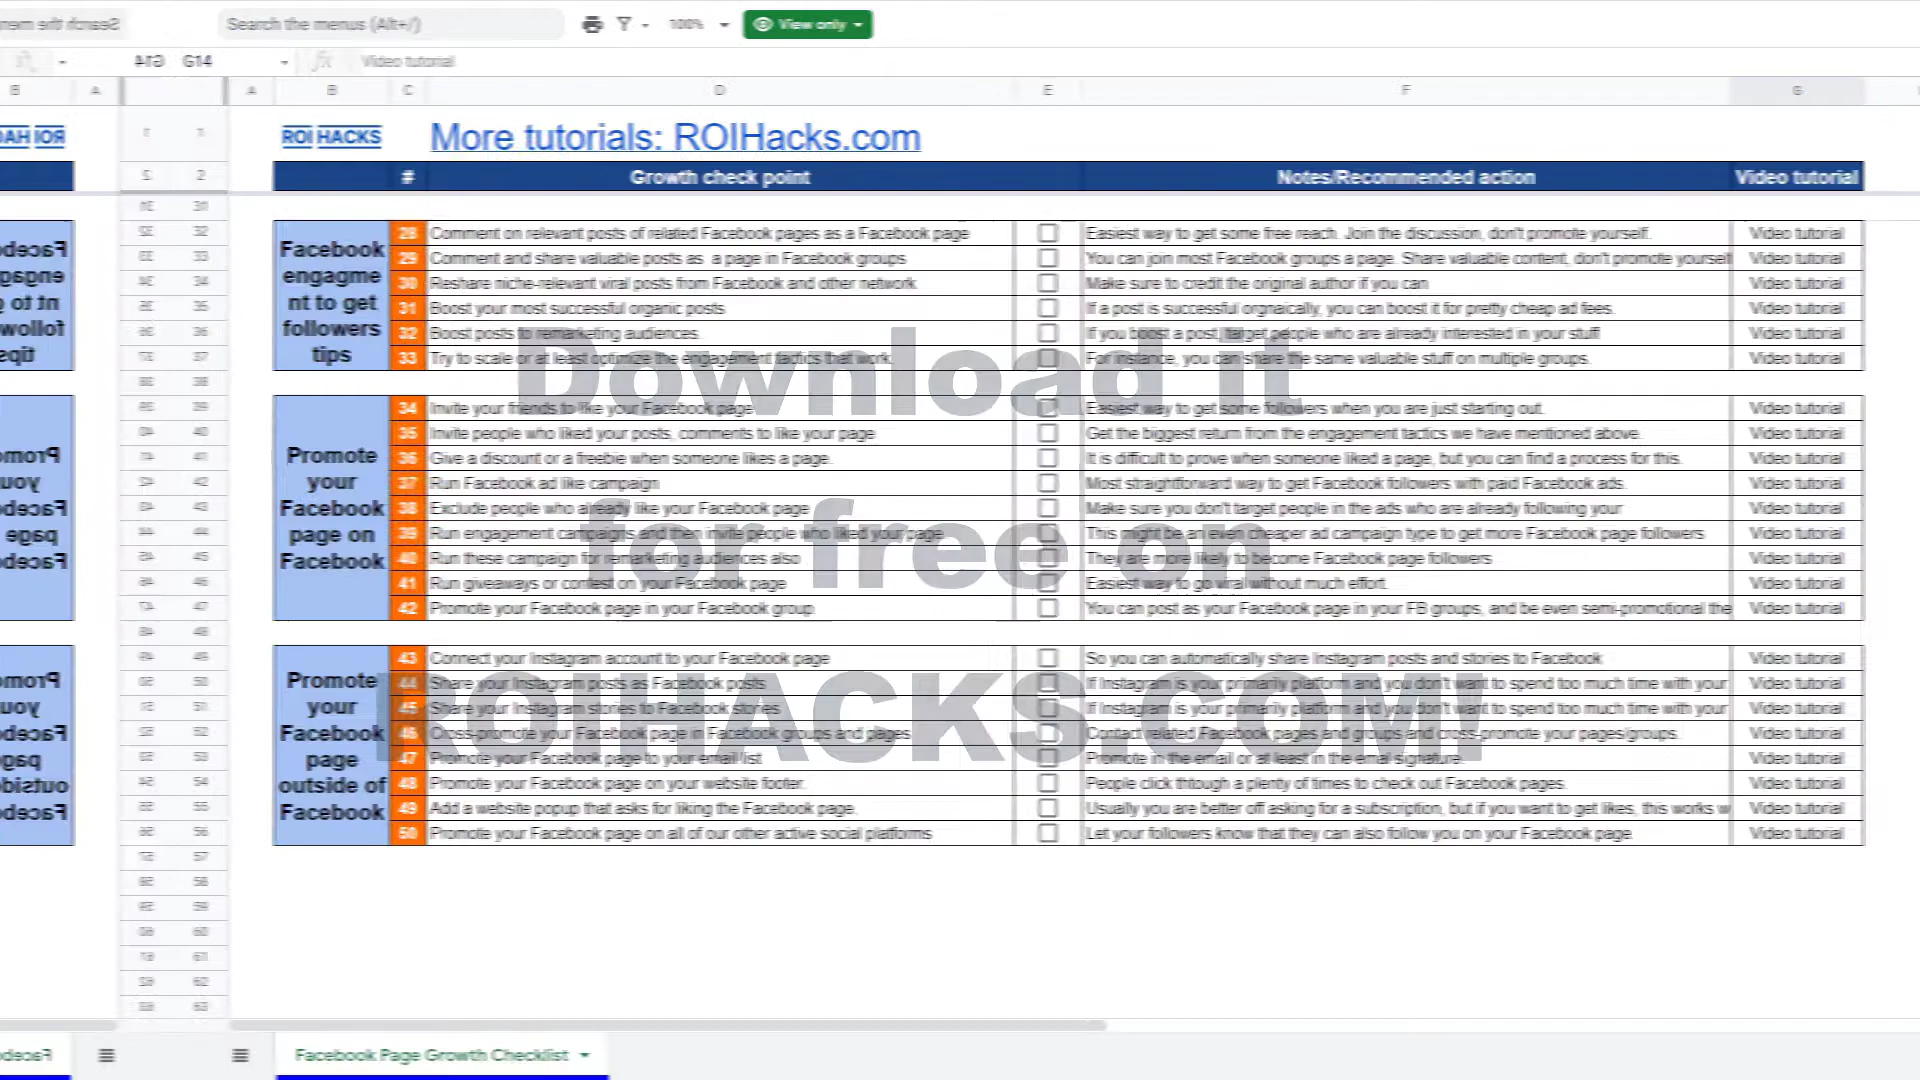 Search the menus (Alt+/) 100% View only
G14 fx Video tutorial
A B C D E F G
ROI HACKS More tutorials: ROIHacks.com
# Growth check point Notes/Recommended action Video tutorial
Facebook engagme nt to get followers tips
28 Comment on relevant posts of related Facebook pages as a Facebook page Easiest way to get some free reach. Join the discussion, don't promote yourself. Video tutorial
29 Comment and share valuable posts as a page in Facebook groups You can join most Facebook groups a page. Share valuable content, don't promote yourself Video tutorial
30 Reshare niche-relevant viral posts from Facebook and other network Make sure to credit the original author if you can Video tutorial
31 Boost your most successful organic posts If a post is successful orgnaically, you can boost it for pretty cheap ad fees. Video tutorial
32 Boost posts to remarketing audiences. If you boost a post, target people who are already interested in your stuff Video tutorial
33 Try to scale or at least optimize the engagement tactics that work. For instance, you can share the same valuable stuff on multiple groups. Video tutorial
Promote your Facebook page on Facebook
34 Invite your friends to like your Facebook page Easiest way to get some followers when you are just starting out. Video tutorial
35 Invite people who liked your posts, comments to like your page Get the biggest return from the engagement tactics we have mentioned above. Video tutorial
36 Give a discount or a freebie when someone likes a page. It is difficult to prove when someone liked a page, but you can find a process for this. Video tutorial
37 Run Facebook ad like campaign Most straightforward way to get Facebook followers with paid Facebook ads. Video tutorial
38 Exclude people who already like your Facebook page Make sure you don't target people in the ads who are already following your Video tutorial
39 Run engagement campaigns and then invite people who liked your page This might be an even cheaper ad campaign type to get more Facebook page followers Video tutorial
40 Run these campaign for remarketing audiences also They are more likely to become Facebook page followers Video tutorial
41 Run giveaways or contest on your Facebook page Easiest way to go viral without much effort. Video tutorial
42 Promote your Facebook page in your Facebook group You can post as your Facebook page in your FB groups, and be even semi-promotional the Video tutorial
Promote your Facebook page outside of Facebook
43 Connect your Instagram account to your Facebook page So you can automatically share Instagram posts and stories to Facebook Video tutorial
44 Share your Instagram posts as Facebook posts If Instagram is your primarily platform and you don't want to spend too much time with your Video tutorial
45 Share your Instagram stories to Facebook stories If Instagram is your primarily platform and you don't want to spend too much time with your Video tutorial
46 Cross-promote your Facebook page in Facebook groups and pages Contact related Facebook pages and groups and cross-promote your pages/groups. Video tutorial
47 Promote your Facebook page to your email list Promote in the email or at least in the email signature. Video tutorial
48 Promote your Facebook page on your website footer. People click thtough a plenty of times to check out Facebook pages. Video tutorial
49 Add a website popup that asks for liking the Facebook page. Usually you are better off asking for a subscription, but if you want to get likes, this works w Video tutorial
50 Promote your Facebook page on all of our other active social platforms Let your followers know that they can also follow you on your Facebook page. Video tutorial
Download it
for free on
ROIHACKS.COM!
Facebook Page Growth Checklist